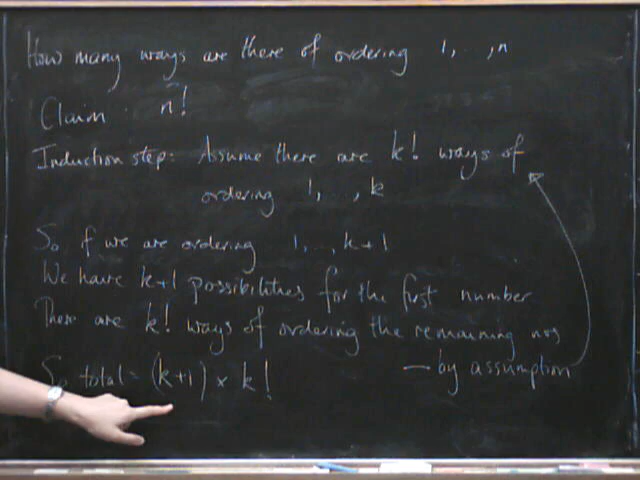 How many ways are there of ordering 1, . . . , n
Claim n!
Induction step: Assume there are k! ways of
ordering 1, . . . , k
So if we are ordering 1, . . . , k+1
We have k+1 possibilities for the first number
There are k! ways of ordering the remaining nos
— by assumption
So total = (k+1) × k!